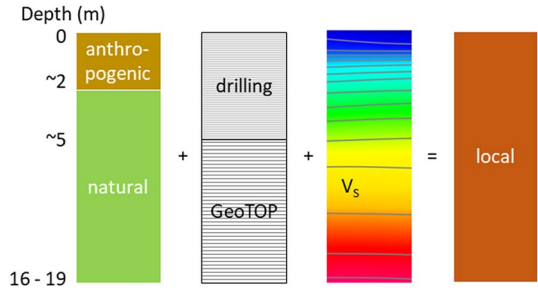 Depth (m)
0
~2
~5
16 - 19
anthro-
pogenic
natural
+
drilling
GeoTOP
+
Vs
=
local